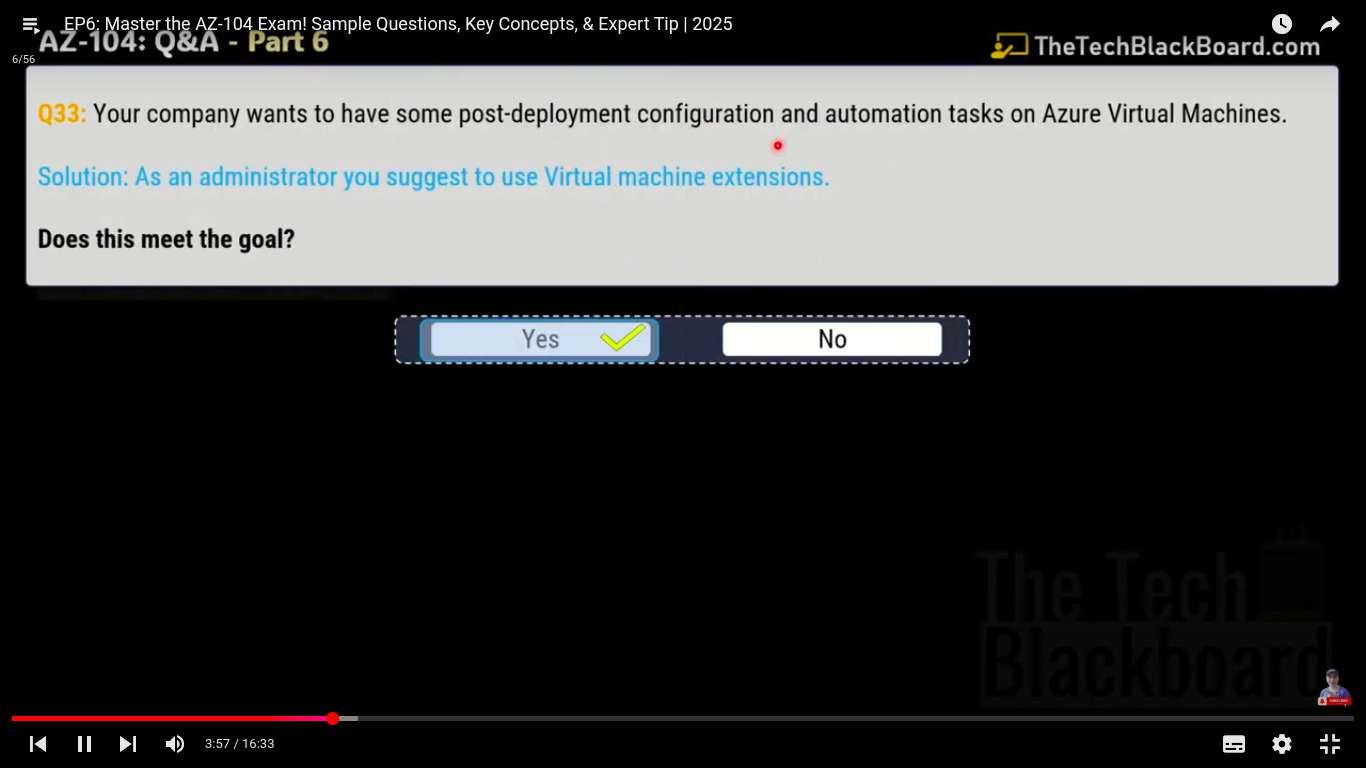 EP6: Master the AZ-104 Exam! Sample Questions, Key Concepts, & Expert Tip | 2025
AZ-104: Q&A - Part 6
TheTechBlackBoard.com
6/56
Q33: Your company wants to have some post-deployment configuration and automation tasks on Azure Virtual Machines.
Solution: As an administrator you suggest to use Virtual machine extensions.
Does this meet the goal?
Yes
No
The Tech
Blackboard
3:57 / 16:33